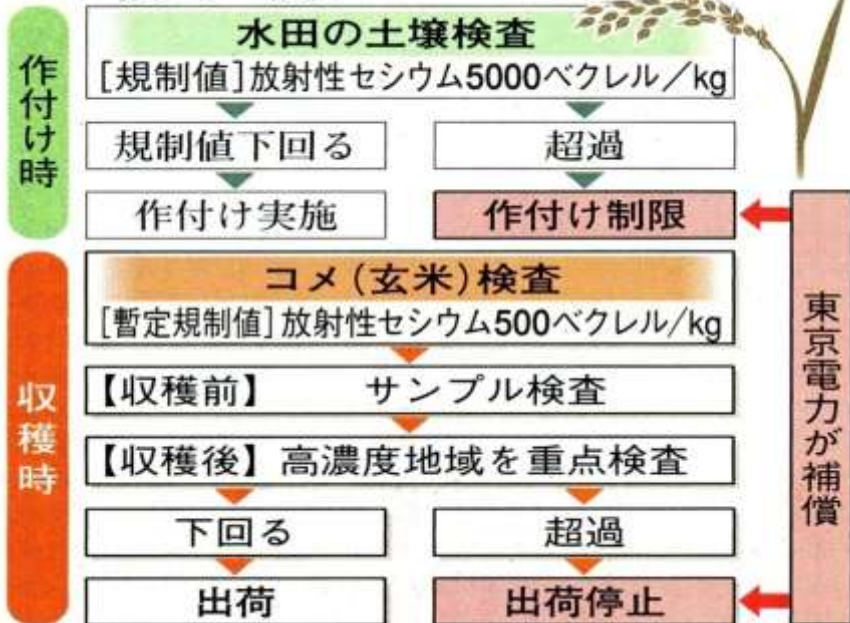 作付け時
水田の土壌検査
[規制値]放射性セシウム5000ベクレル/kg
規制値下回る
超過
作付け実施
作付け制限
収穫時
コメ(玄米)検査
[暫定規制値]放射性セシウム500ベクレル/kg
【収穫前】 サンプル検査
【収穫後】高濃度地域を重点検査
下回る
超過
出荷
出荷停止
東京電力が補償